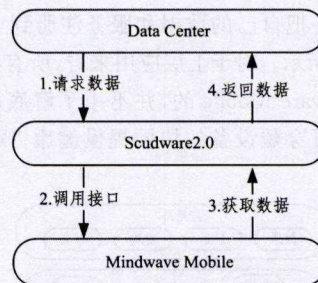 Data Center
1.请求数据
4.返回数据
Scudware2.0
2.调用接口
3.获取数据
Mindwave Mobile